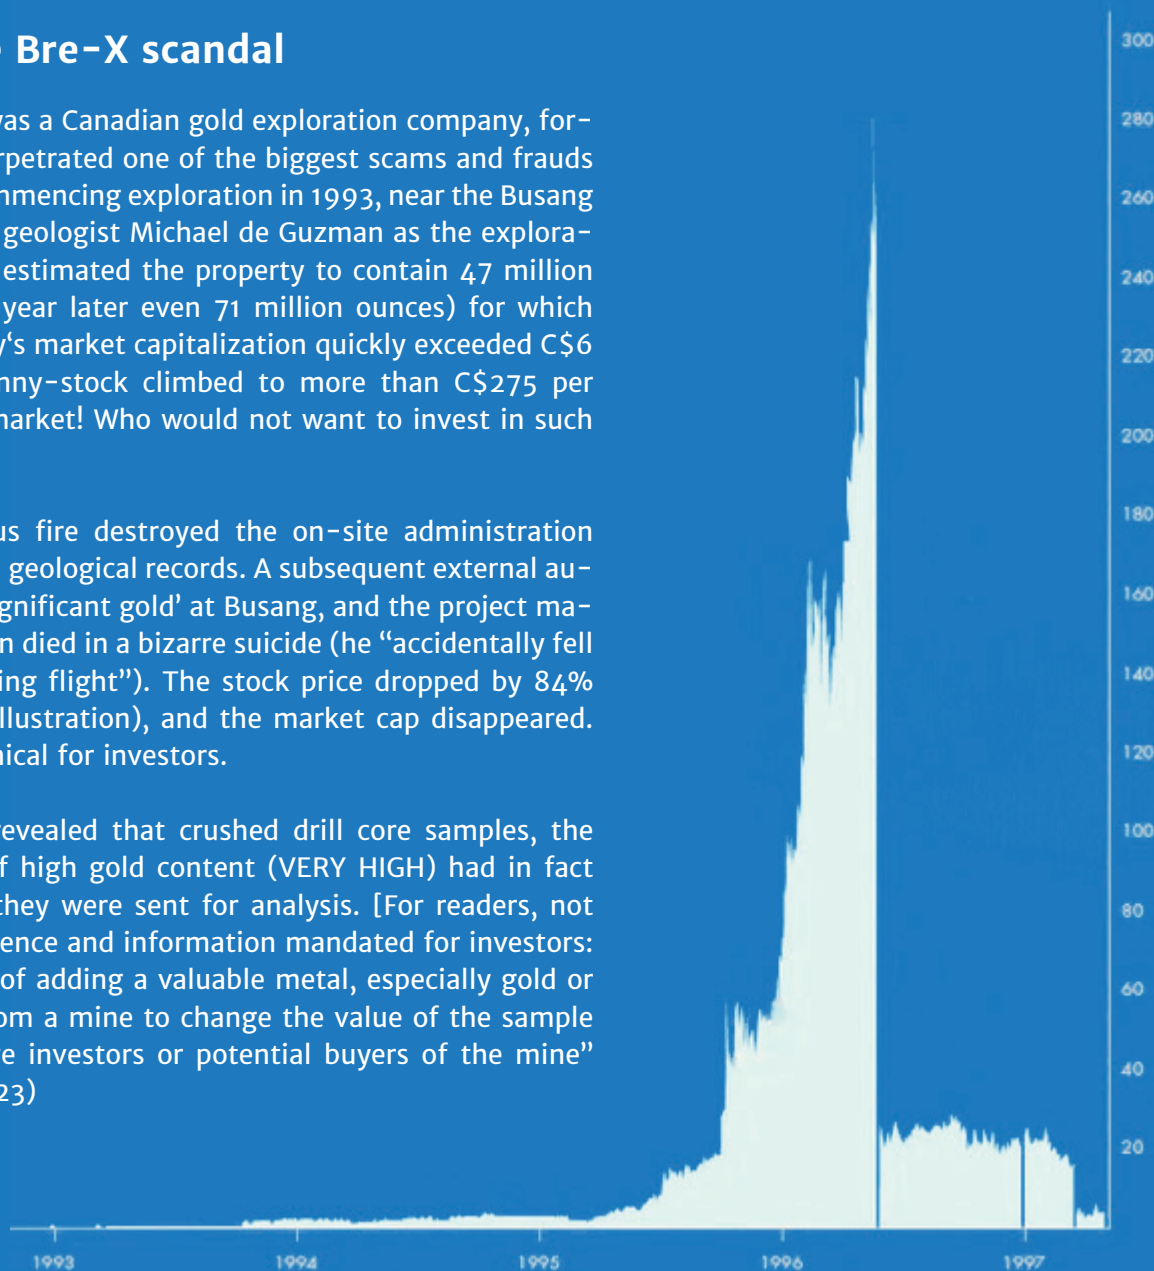 Bre-X scandal
was a Canadian gold exploration company, for-
rpetrated one of the biggest scams and frauds
nmencing exploration in 1993, near the Busang
geologist Michael de Guzman as the explora-
estimated the property to contain 47 million
year later even 71 million ounces) for which
y‘s market capitalization quickly exceeded C$6
nny-stock climbed to more than C$275 per
market! Who would not want to invest in such
us fire destroyed the on-site administration
geological records. A subsequent external au-
gnificant gold’ at Busang, and the project ma-
n died in a bizarre suicide (he “accidentally fell
ing flight”). The stock price dropped by 84%
llustration), and the market cap disappeared.
nical for investors.
revealed that crushed drill core samples, the
f high gold content (VERY HIGH) had in fact
they were sent for analysis. [For readers, not
ence and information mandated for investors:
of adding a valuable metal, especially gold or
om a mine to change the value of the sample
e investors or potential buyers of the mine”
23)
300
280
260
240
220
200
180
160
140
120
100
80
60
40
20
1993 1994 1995 1996 1997